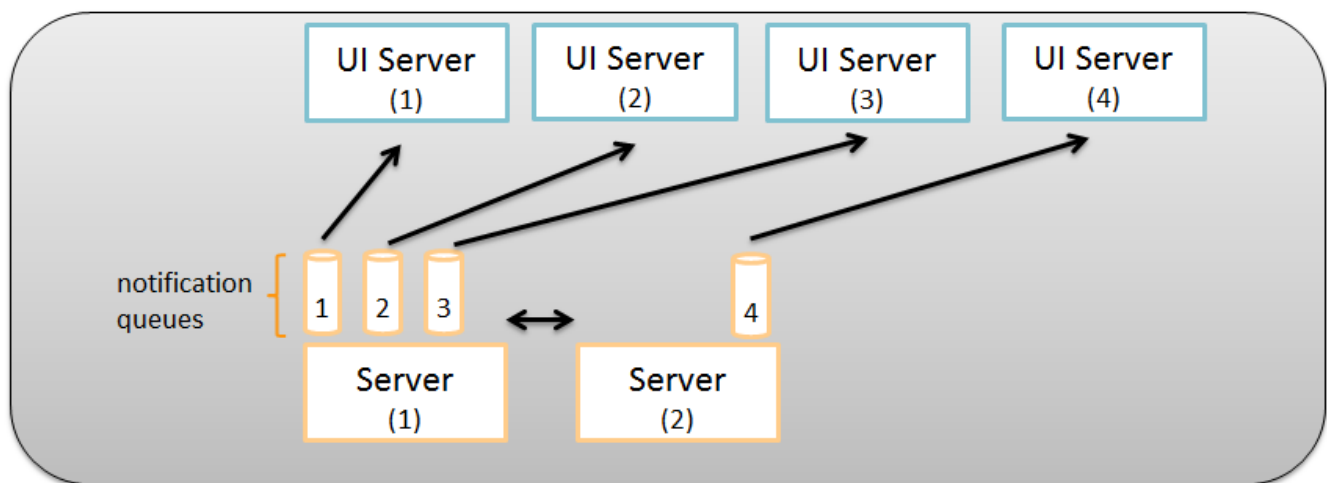 UI Server
(1)
UI Server
(2)
UI Server
(3)
UI Server
(4)
notification
queues
1
2
3
4
Server
(1)
Server
(2)